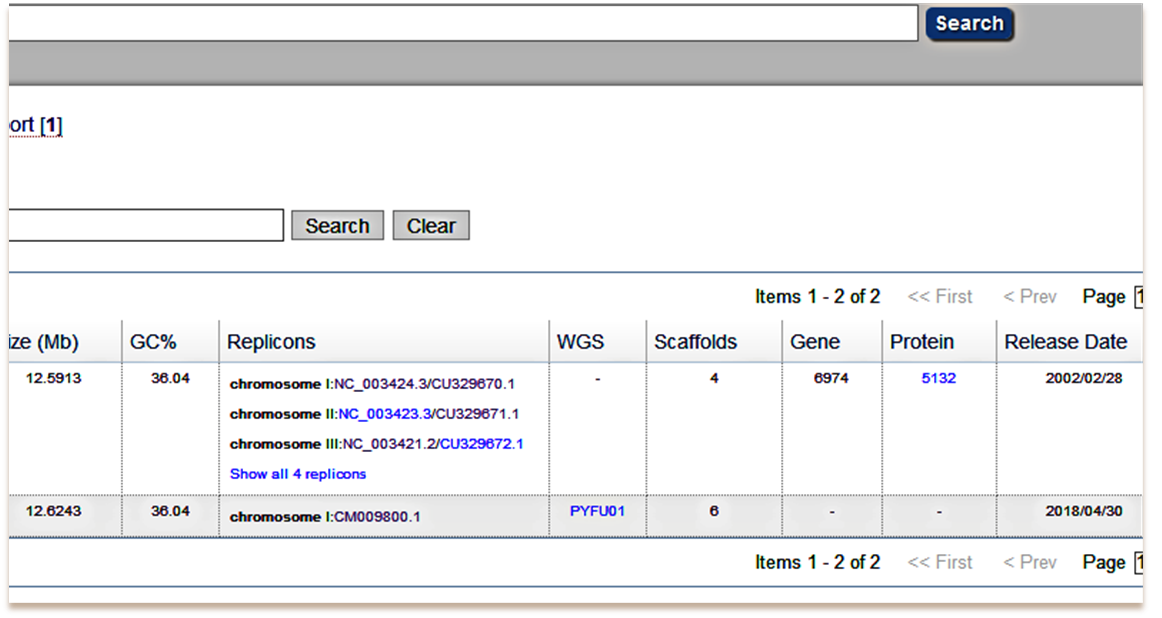 Search
ort [1]
Search Clear
Items 1 - 2 of 2 << First < Prev Page 1
ize (Mb) GC% Replicons WGS Scaffolds Gene Protein Release Date
12.5913 36.04 chromosome I:NC_003424.3/CU329670.1 - 4 6974 5132 2002/02/28
chromosome II:NC_003423.3/CU329671.1
chromosome III:NC_003421.2/CU329672.1
Show all 4 replicons
12.6243 36.04 chromosome I:CM009800.1 PYFU01 6 - - 2018/04/30
Items 1 - 2 of 2 << First < Prev Page 1